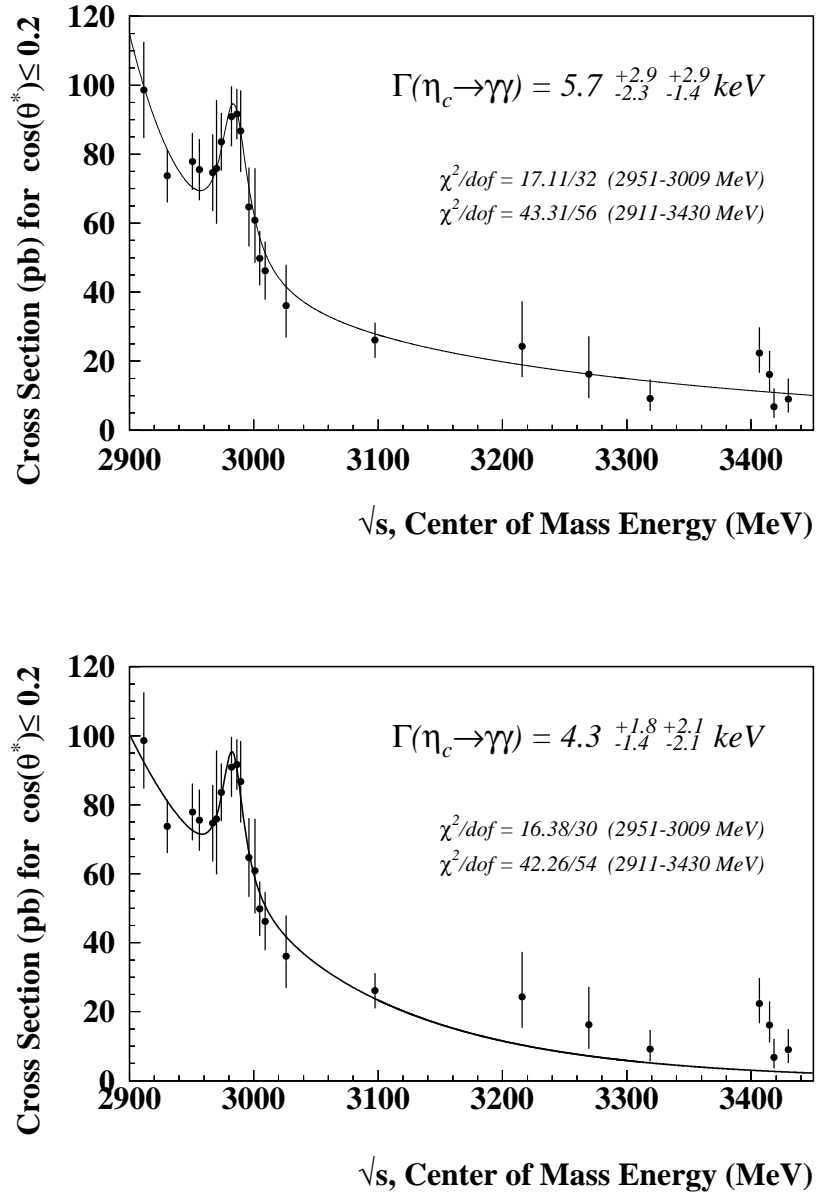 120
100
80
60
40
20
0
2900 3000 3100 3200 3300 3400
Cross Section (pb) for cos(θ*)≤ 0.2
Γ(η_c→γγ) = 5.7 +2.9 -2.3 +2.9 -1.4 keV
χ²/dof = 17.11/32 (2951-3009 MeV)
χ²/dof = 43.31/56 (2911-3430 MeV)
√s, Center of Mass Energy (MeV)
120
100
80
60
40
20
0
2900 3000 3100 3200 3300 3400
Cross Section (pb) for cos(θ*)≤ 0.2
Γ(η_c→γγ) = 4.3 +1.8 -1.4 +2.1 -2.1 keV
χ²/dof = 16.38/30 (2951-3009 MeV)
χ²/dof = 42.26/54 (2911-3430 MeV)
√s, Center of Mass Energy (MeV)